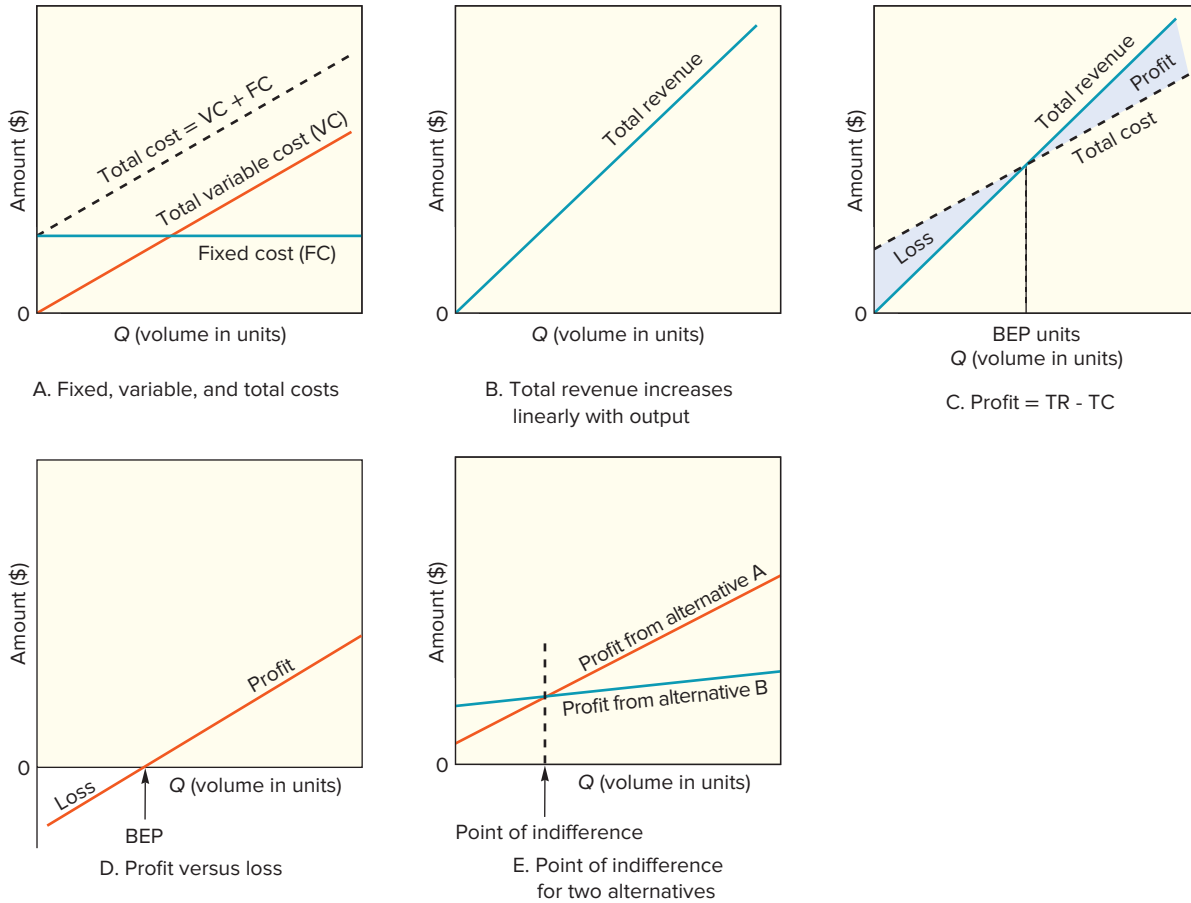 Amount ($)
Total cost = VC + FC
Total variable cost (VC)
Fixed cost (FC)
0
Q (volume in units)
A. Fixed, variable, and total costs
Amount ($)
Total revenue
0
Q (volume in units)
B. Total revenue increases
linearly with output
Amount ($)
Total revenue
Profit
Total cost
Loss
0
BEP units
Q (volume in units)
C. Profit = TR - TC
Amount ($)
Profit
0
Loss
Q (volume in units)
BEP
D. Profit versus loss
Amount ($)
Profit from alternative A
Profit from alternative B
0
Q (volume in units)
Point of indifference
E. Point of indifference
for two alternatives